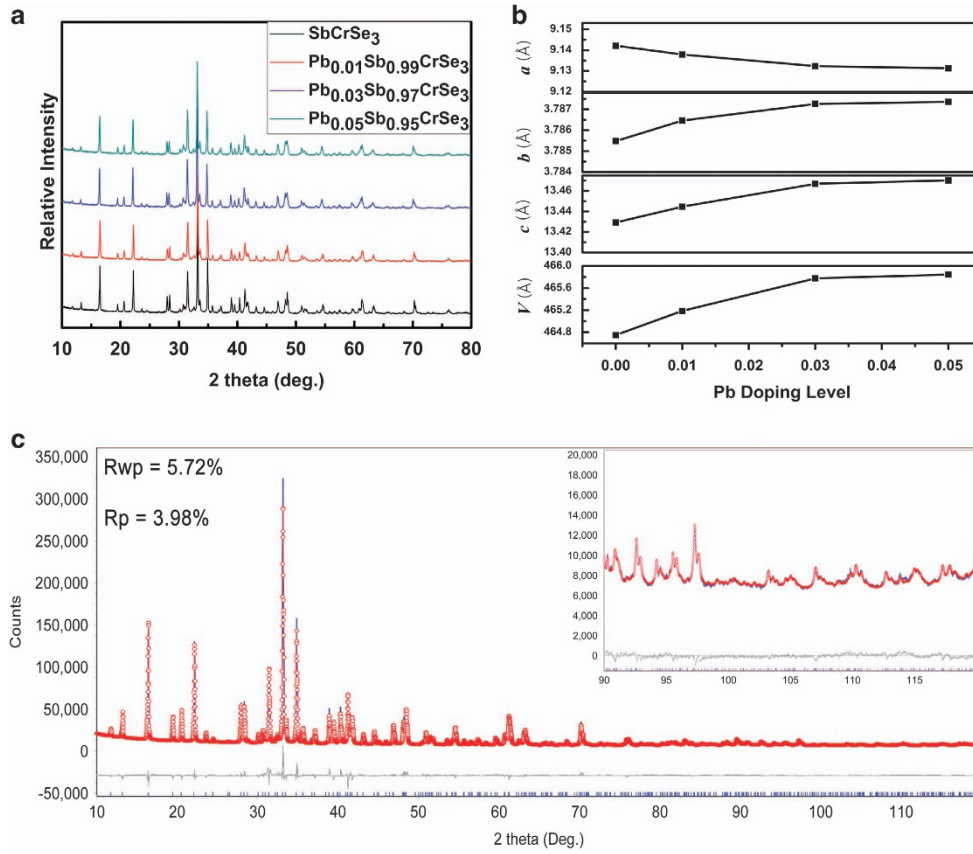 a
SbCrSe3
Pb0.01Sb0.99CrSe3
Pb0.03Sb0.97CrSe3
Pb0.05Sb0.95CrSe3
Relative Intensity
10 20 30 40 50 60 70 80
2 theta (deg.)
b
9.15
9.14
9.13
9.12
a (Å)
3.787
3.786
3.785
3.784
b (Å)
13.46
13.44
13.42
13.40
c (Å)
466.0
465.6
465.2
464.8
V (Å)
0.00 0.01 0.02 0.03 0.04 0.05
Pb Doping Level
c
Rwp = 5.72%
Rp = 3.98%
350,000
300,000
250,000
200,000
150,000
100,000
50,000
0
-50,000
Counts
10 20 30 40 50 60 70 80 90 100 110
2 theta (Deg.)
20,000
18,000
16,000
14,000
12,000
10,000
8,000
6,000
4,000
2,000
0
90 95 100 105 110 115